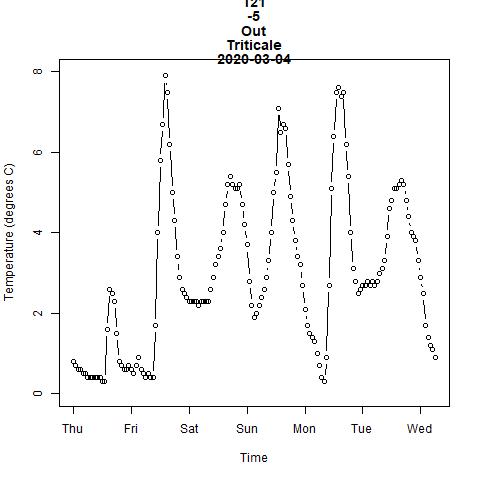 121
-5
Out
Triticale
2020-03-04
8
6
4
2
0
Temperature (degrees C)
Thu Fri Sat Sun Mon Tue Wed
Time